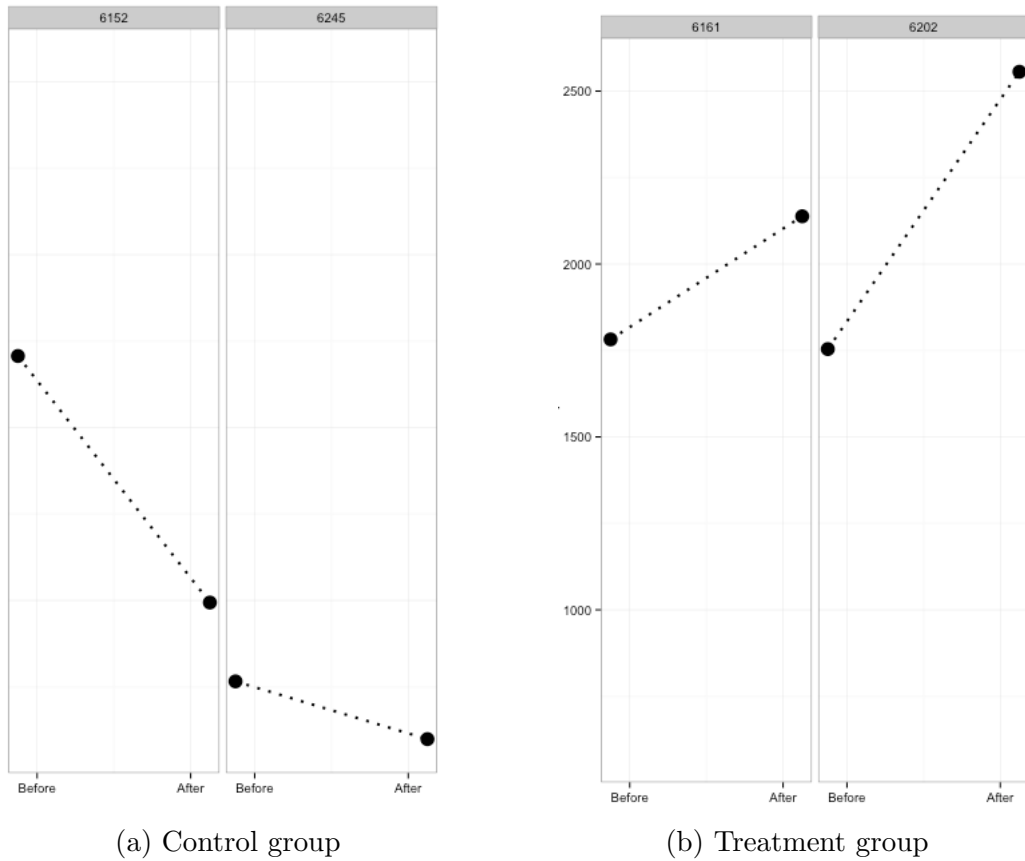 6152 6245
Before After Before After
(a) Control group
6161 6202
2500
2000
1500
1000
Before After Before After
(b) Treatment group